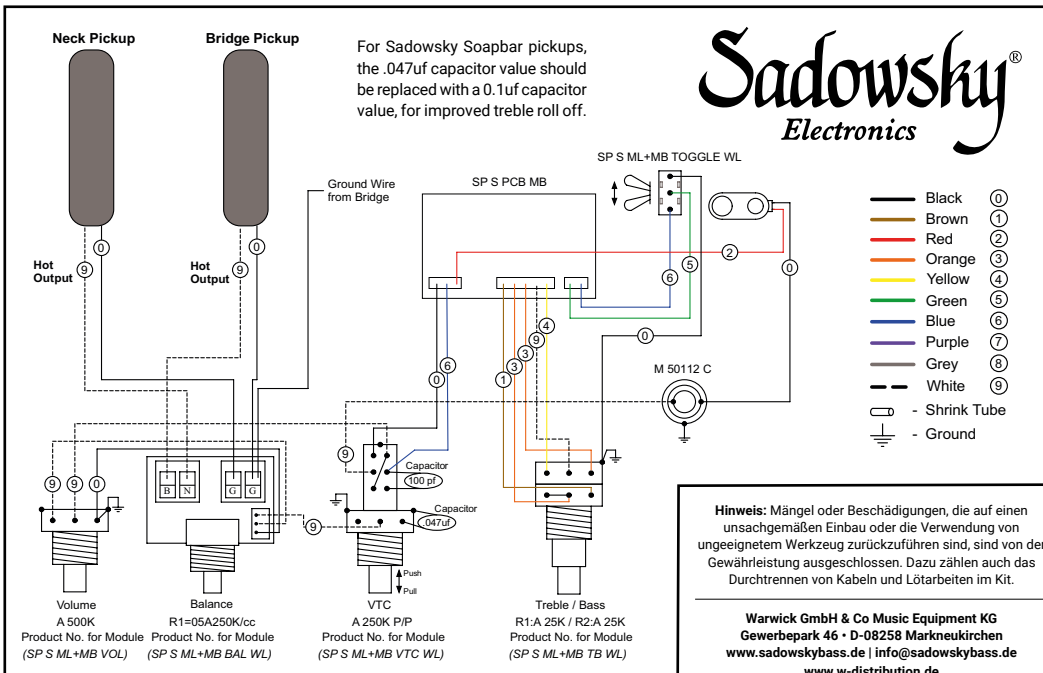 Neck Pickup
Bridge Pickup
For Sadowsky Soapbar pickups,
the .047uf capacitor value should
be replaced with a 0.1uf capacitor
value, for improved treble roll off.
Sadowsky®
Electronics
SP S ML+MB TOGGLE WL
SP S PCB MB
Ground Wire
from Bridge
Black 0
Brown 1
Red 2
Orange 3
Yellow 4
Green 5
Blue 6
Purple 7
Grey 8
White 9
- Shrink Tube
- Ground
0
0
9
9
Hot
Output
Hot
Output
2
6
5
0
0
4
9
3
3
1
0
6
M 50112 C
9
9
9
0
B
N
G
G
9
Capacitor
100 pf
Capacitor
.047uf
Push
Pull
Volume
A 500K
Product No. for Module
(SP S ML+MB VOL)
Balance
R1=05A250K/cc
Product No. for Module
(SP S ML+MB BAL WL)
VTC
A 250K P/P
Product No. for Module
(SP S ML+MB VTC WL)
Treble / Bass
R1:A 25K / R2:A 25K
Product No. for Module
(SP S ML+MB TB WL)
Hinweis: Mängel oder Beschädigungen, die auf einen
unsachgemäßen Einbau oder die Verwendung von
ungeeignetem Werkzeug zurückzuführen sind, sind von der
Gewährleistung ausgeschlossen. Dazu zählen auch das
Durchtrennen von Kabeln und Lötarbeiten im Kit.
Warwick GmbH & Co Music Equipment KG
Gewerbepark 46 • D-08258 Markneukirchen
www.sadowskybass.de | info@sadowskybass.de
www.w-distribution.de